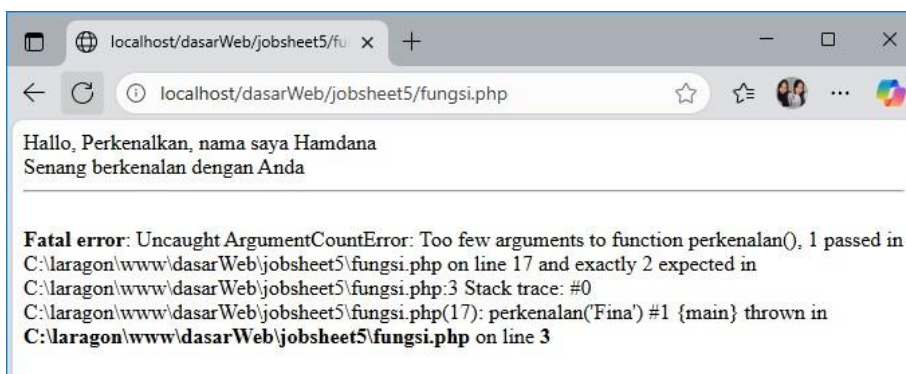 localhost/dasarWeb/jobsheet5/fu
localhost/dasarWeb/jobsheet5/fungsi.php
Hallo, Perkenalkan, nama saya Hamdana
Senang berkenalan dengan Anda
Fatal error: Uncaught ArgumentCountError: Too few arguments to function perkenalan(), 1 passed in
C:\laragon\www\dasarWeb\jobsheet5\fungsi.php on line 17 and exactly 2 expected in
C:\laragon\www\dasarWeb\jobsheet5\fungsi.php:3 Stack trace: #0
C:\laragon\www\dasarWeb\jobsheet5\fungsi.php(17): perkenalan('Fina') #1 {main} thrown in
C:\laragon\www\dasarWeb\jobsheet5\fungsi.php on line 3